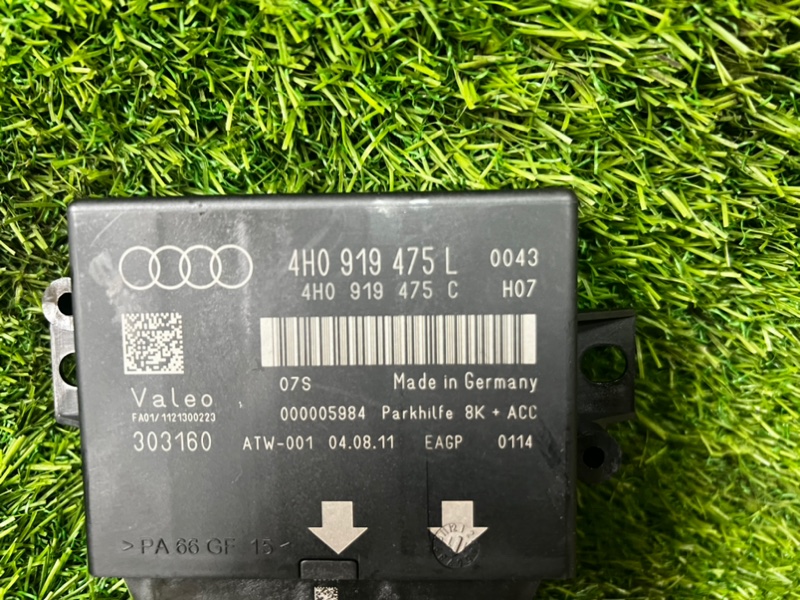 4H0 919 475 L 0043
4H0 919 475 C H07
07S Made in Germany
Valeo
FA01/1121300223
000005984 Parkhilfe 8K + ACC
303160 ATW-001 04.08.11 EAGP 0114
>PA 66 GF 15<